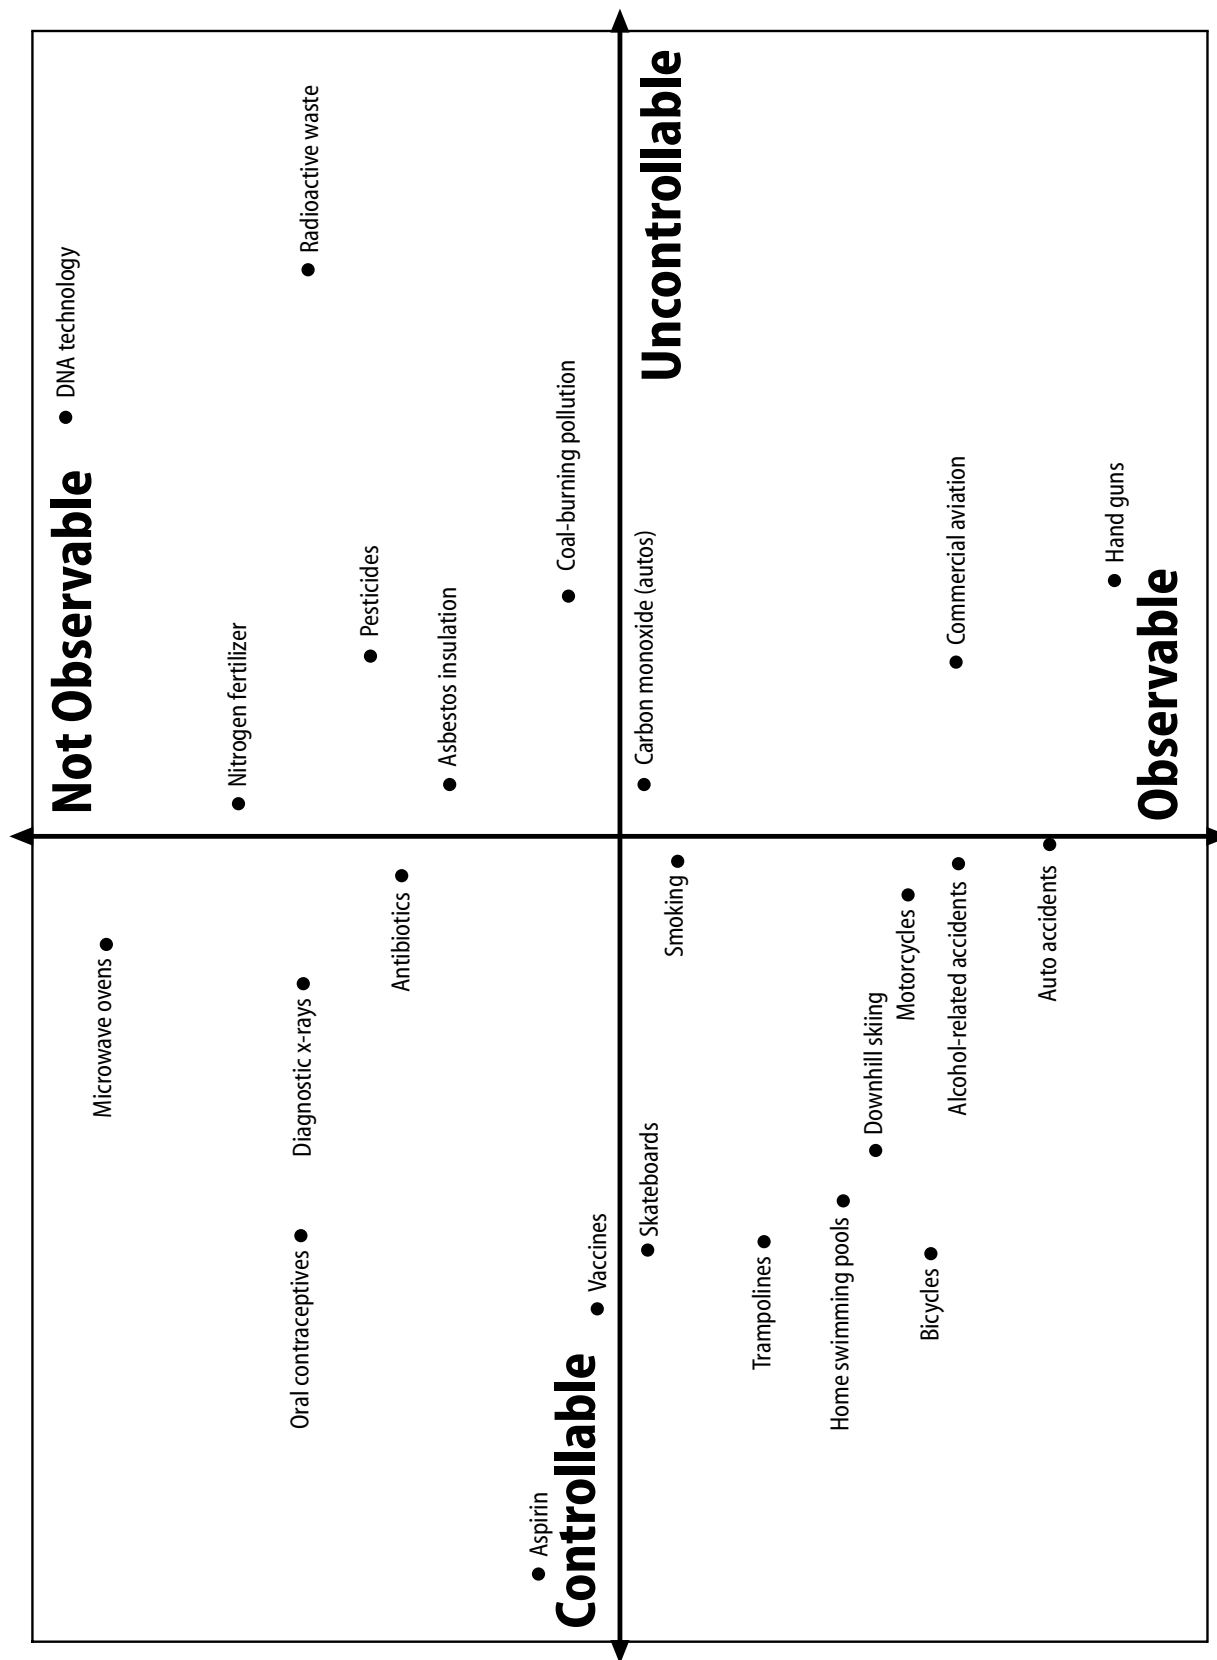 Not Observable
DNA technology
Radioactive waste
Microwave ovens
Nitrogen fertilizer
Oral contraceptives
Diagnostic x-rays
Pesticides
Antibiotics
Asbestos insulation
Aspirin
Coal-burning pollution
Controllable
Vaccines
Uncontrollable
Skateboards
Carbon monoxide (autos)
Smoking
Trampolines
Home swimming pools
Downhill skiing
Motorcycles
Bicycles
Alcohol-related accidents
Commercial aviation
Auto accidents
Hand guns
Observable